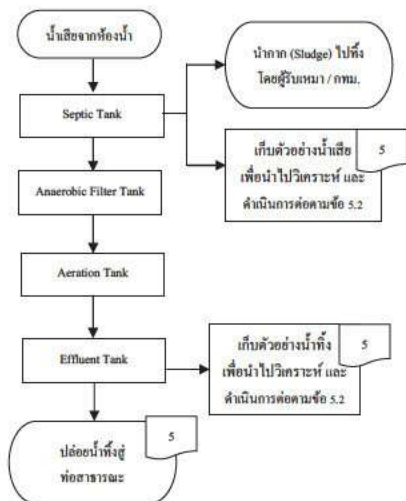 น้ำเสียจากห้องน้ำ
นำกาก (Sludge) ไปทิ้ง
โดยผู้รับเหมา / กทม.
Septic Tank
5
เก็บตัวอย่างน้ำเสีย
เพื่อนำไปวิเคราะห์ และ
ดำเนินการต่อตามข้อ 5.2
Anaerobic Filter Tank
Aeration Tank
5
เก็บตัวอย่างน้ำทิ้ง
เพื่อนำไปวิเคราะห์ และ
ดำเนินการต่อตามข้อ 5.2
Effluent Tank
5
ปล่อยน้ำทิ้งสู่
ท่อสาธารณะ